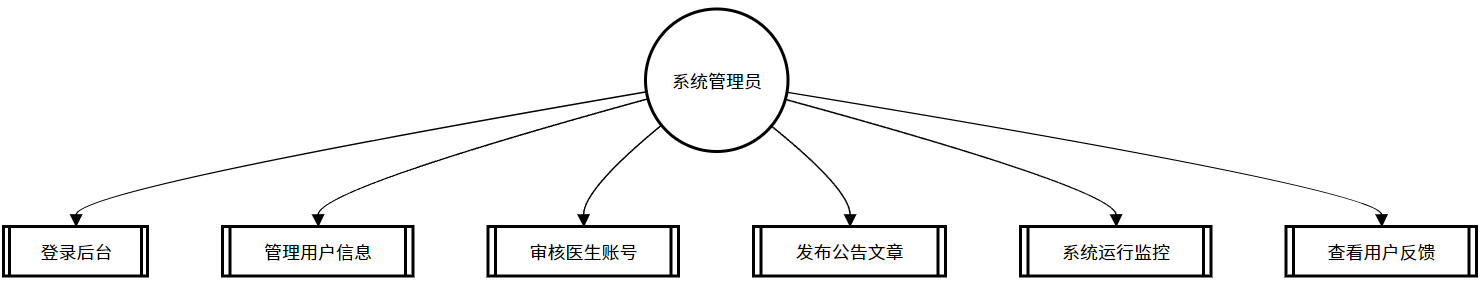 系统管理员
登录后台
管理用户信息
审核医生账号
发布公告文章
系统运行监控
查看用户反馈